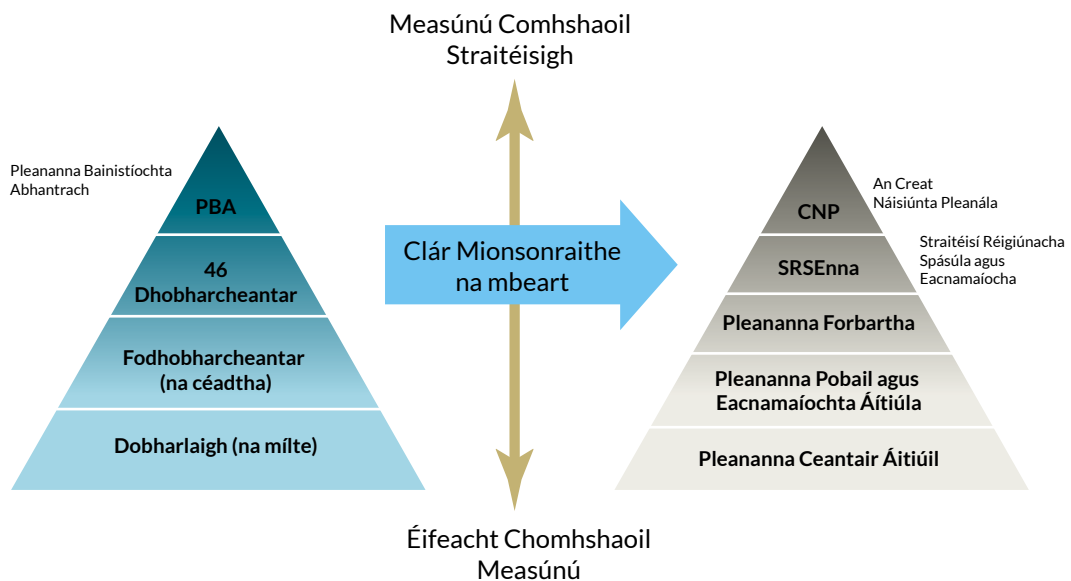 Measúnú Comhshaoil
Straitéisigh
Pleananna Bainistíochta
Abhantrach
PBA
46
Dhobharcheantar
Fodhobharcheantar
(na céadtha)
Dobharlaigh (na mílte)
Clár Mionsonraithe
na mbeart
An Creat
Náisiúnta Pleanála
CNP
Straitéisí Réigiúnacha
Spásúla agus
Eacnamaíocha
SRSEnna
Pleananna Forbartha
Pleananna Pobail agus
Eacnamaíochta Áítiúla
Pleananna Ceantair Áitiúil
Éifeacht Chomhshaoil
Measúnú